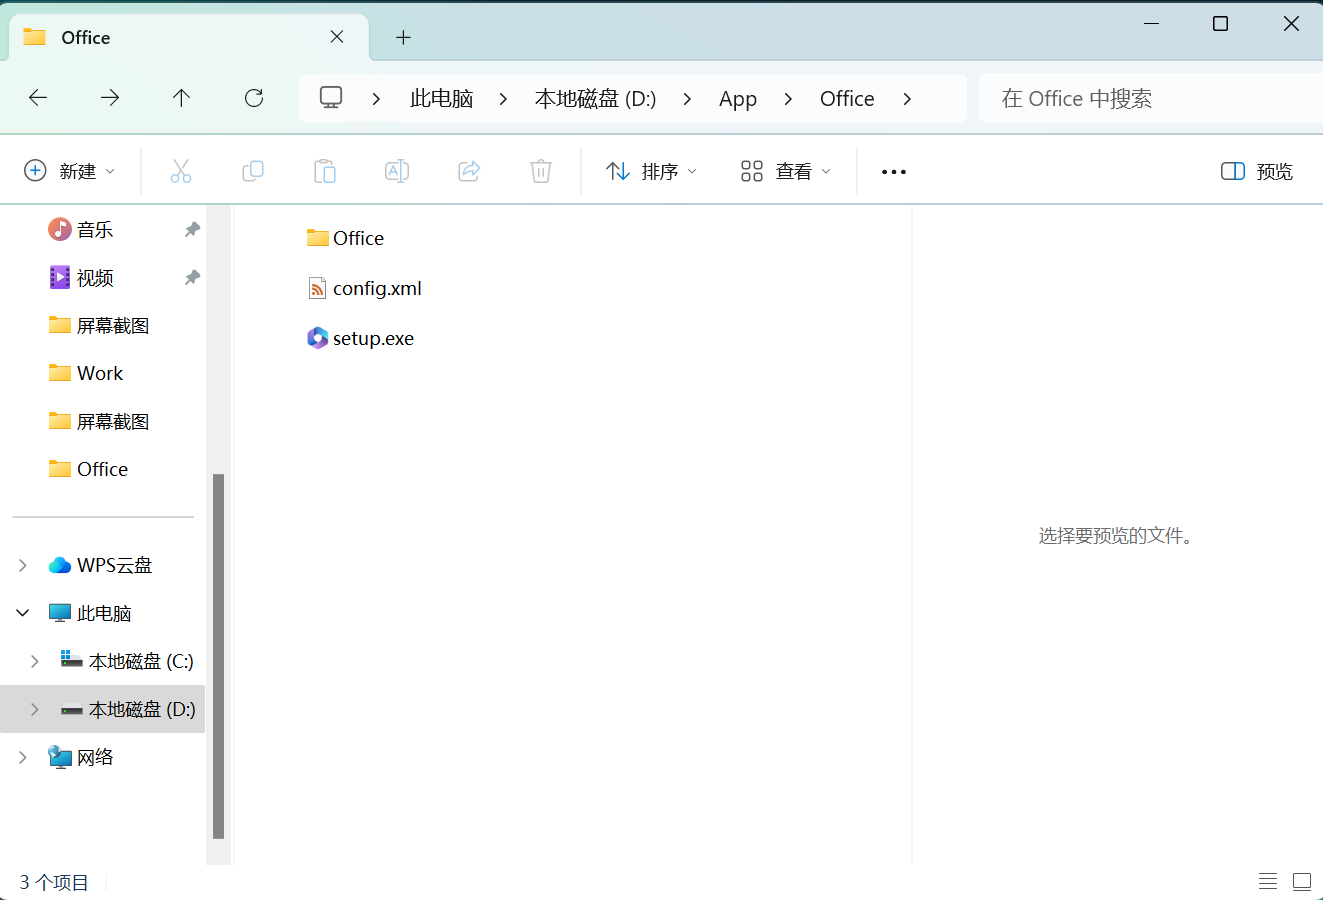 Office
此电脑 本地磁盘 (D:) App Office 在 Office 中搜索
新建 排序 查看 预览
音乐
视频
屏幕截图
Work
屏幕截图
Office
WPS云盘
此电脑
本地磁盘 (C:)
本地磁盘 (D:)
网络
Office
config.xml
setup.exe
选择要预览的文件。
3 个项目